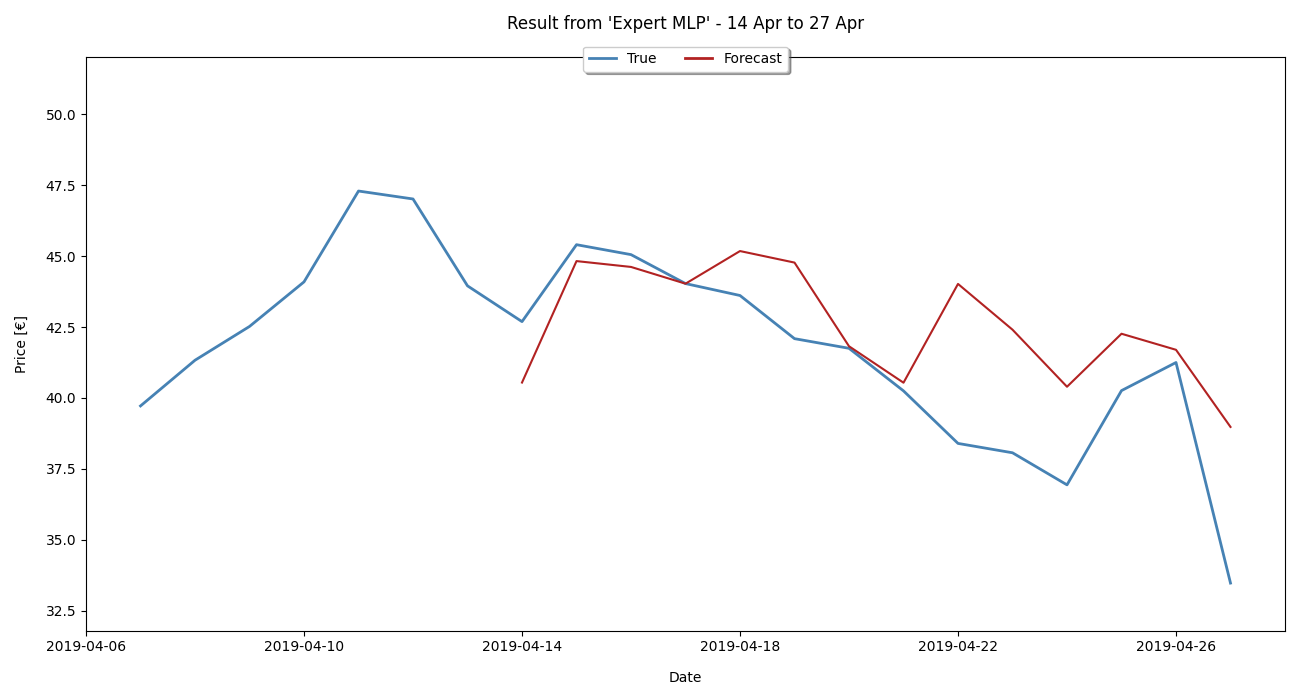 Result from 'Expert MLP' - 14 Apr to 27 Apr
True Forecast
Price [€]
50.0
47.5
45.0
42.5
40.0
37.5
35.0
32.5
2019-04-06 2019-04-10 2019-04-14 2019-04-18 2019-04-22 2019-04-26
Date